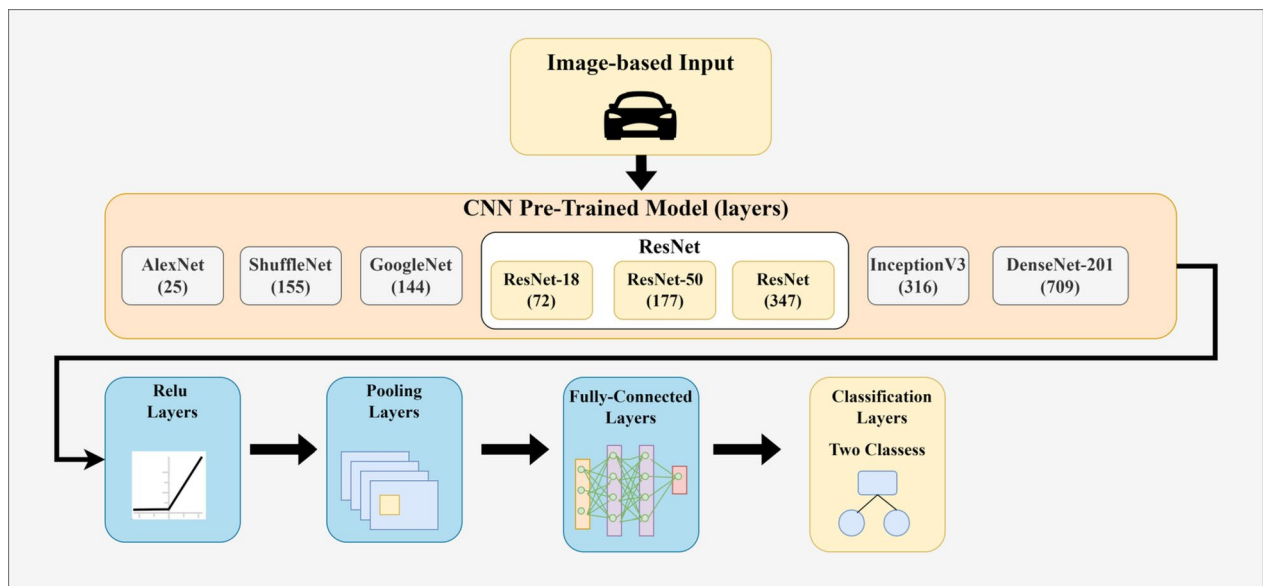 Image-based Input
CNN Pre-Trained Model (layers)
AlexNet
(25)
ShuffleNet
(155)
GoogleNet
(144)
ResNet
ResNet-18
(72)
ResNet-50
(177)
ResNet
(347)
InceptionV3
(316)
DenseNet-201
(709)
Relu
Layers
Pooling
Layers
Fully-Connected
Layers
Classification
Layers
Two Classess